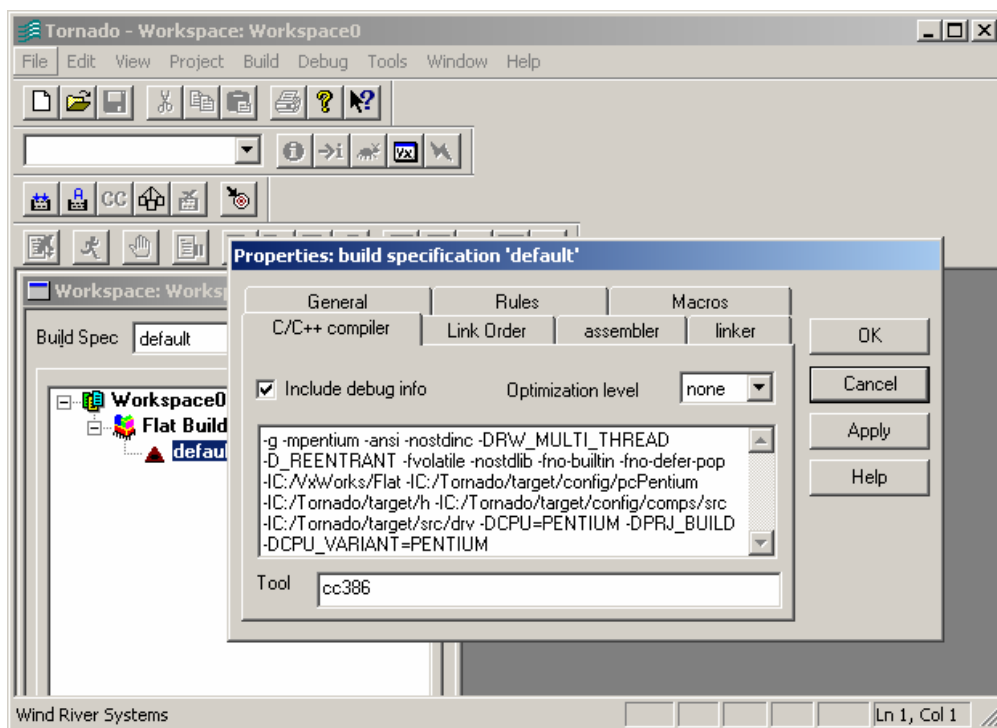 Tornado - Workspace: Workspace0
File Edit View Project Build Debug Tools Window Help
CC
Properties: build specification 'default'
Workspace: Works
General Rules Macros
Build Spec default
C/C++ compiler Link Order assembler linker
OK
Include debug info Optimization level none
Cancel
Workspace0
Flat Build
defaul
-g -mpentium -ansi -nostdinc -DRW_MULTI_THREAD
-D_REENTRANT -fvolatile -nostdlib -fno-builtin -fno-defer-pop
-IC:/VxWorks/Flat -IC:/Tornado/target/config/pcPentium
-IC:/Tornado/target/h -IC:/Tornado/target/config/comps/src
-IC:/Tornado/target/src/drv -DCPU=PENTIUM -DPRJ_BUILD
-DCPU_VARIANT=PENTIUM
Apply
Help
Tool cc386
Wind River Systems Ln 1, Col 1